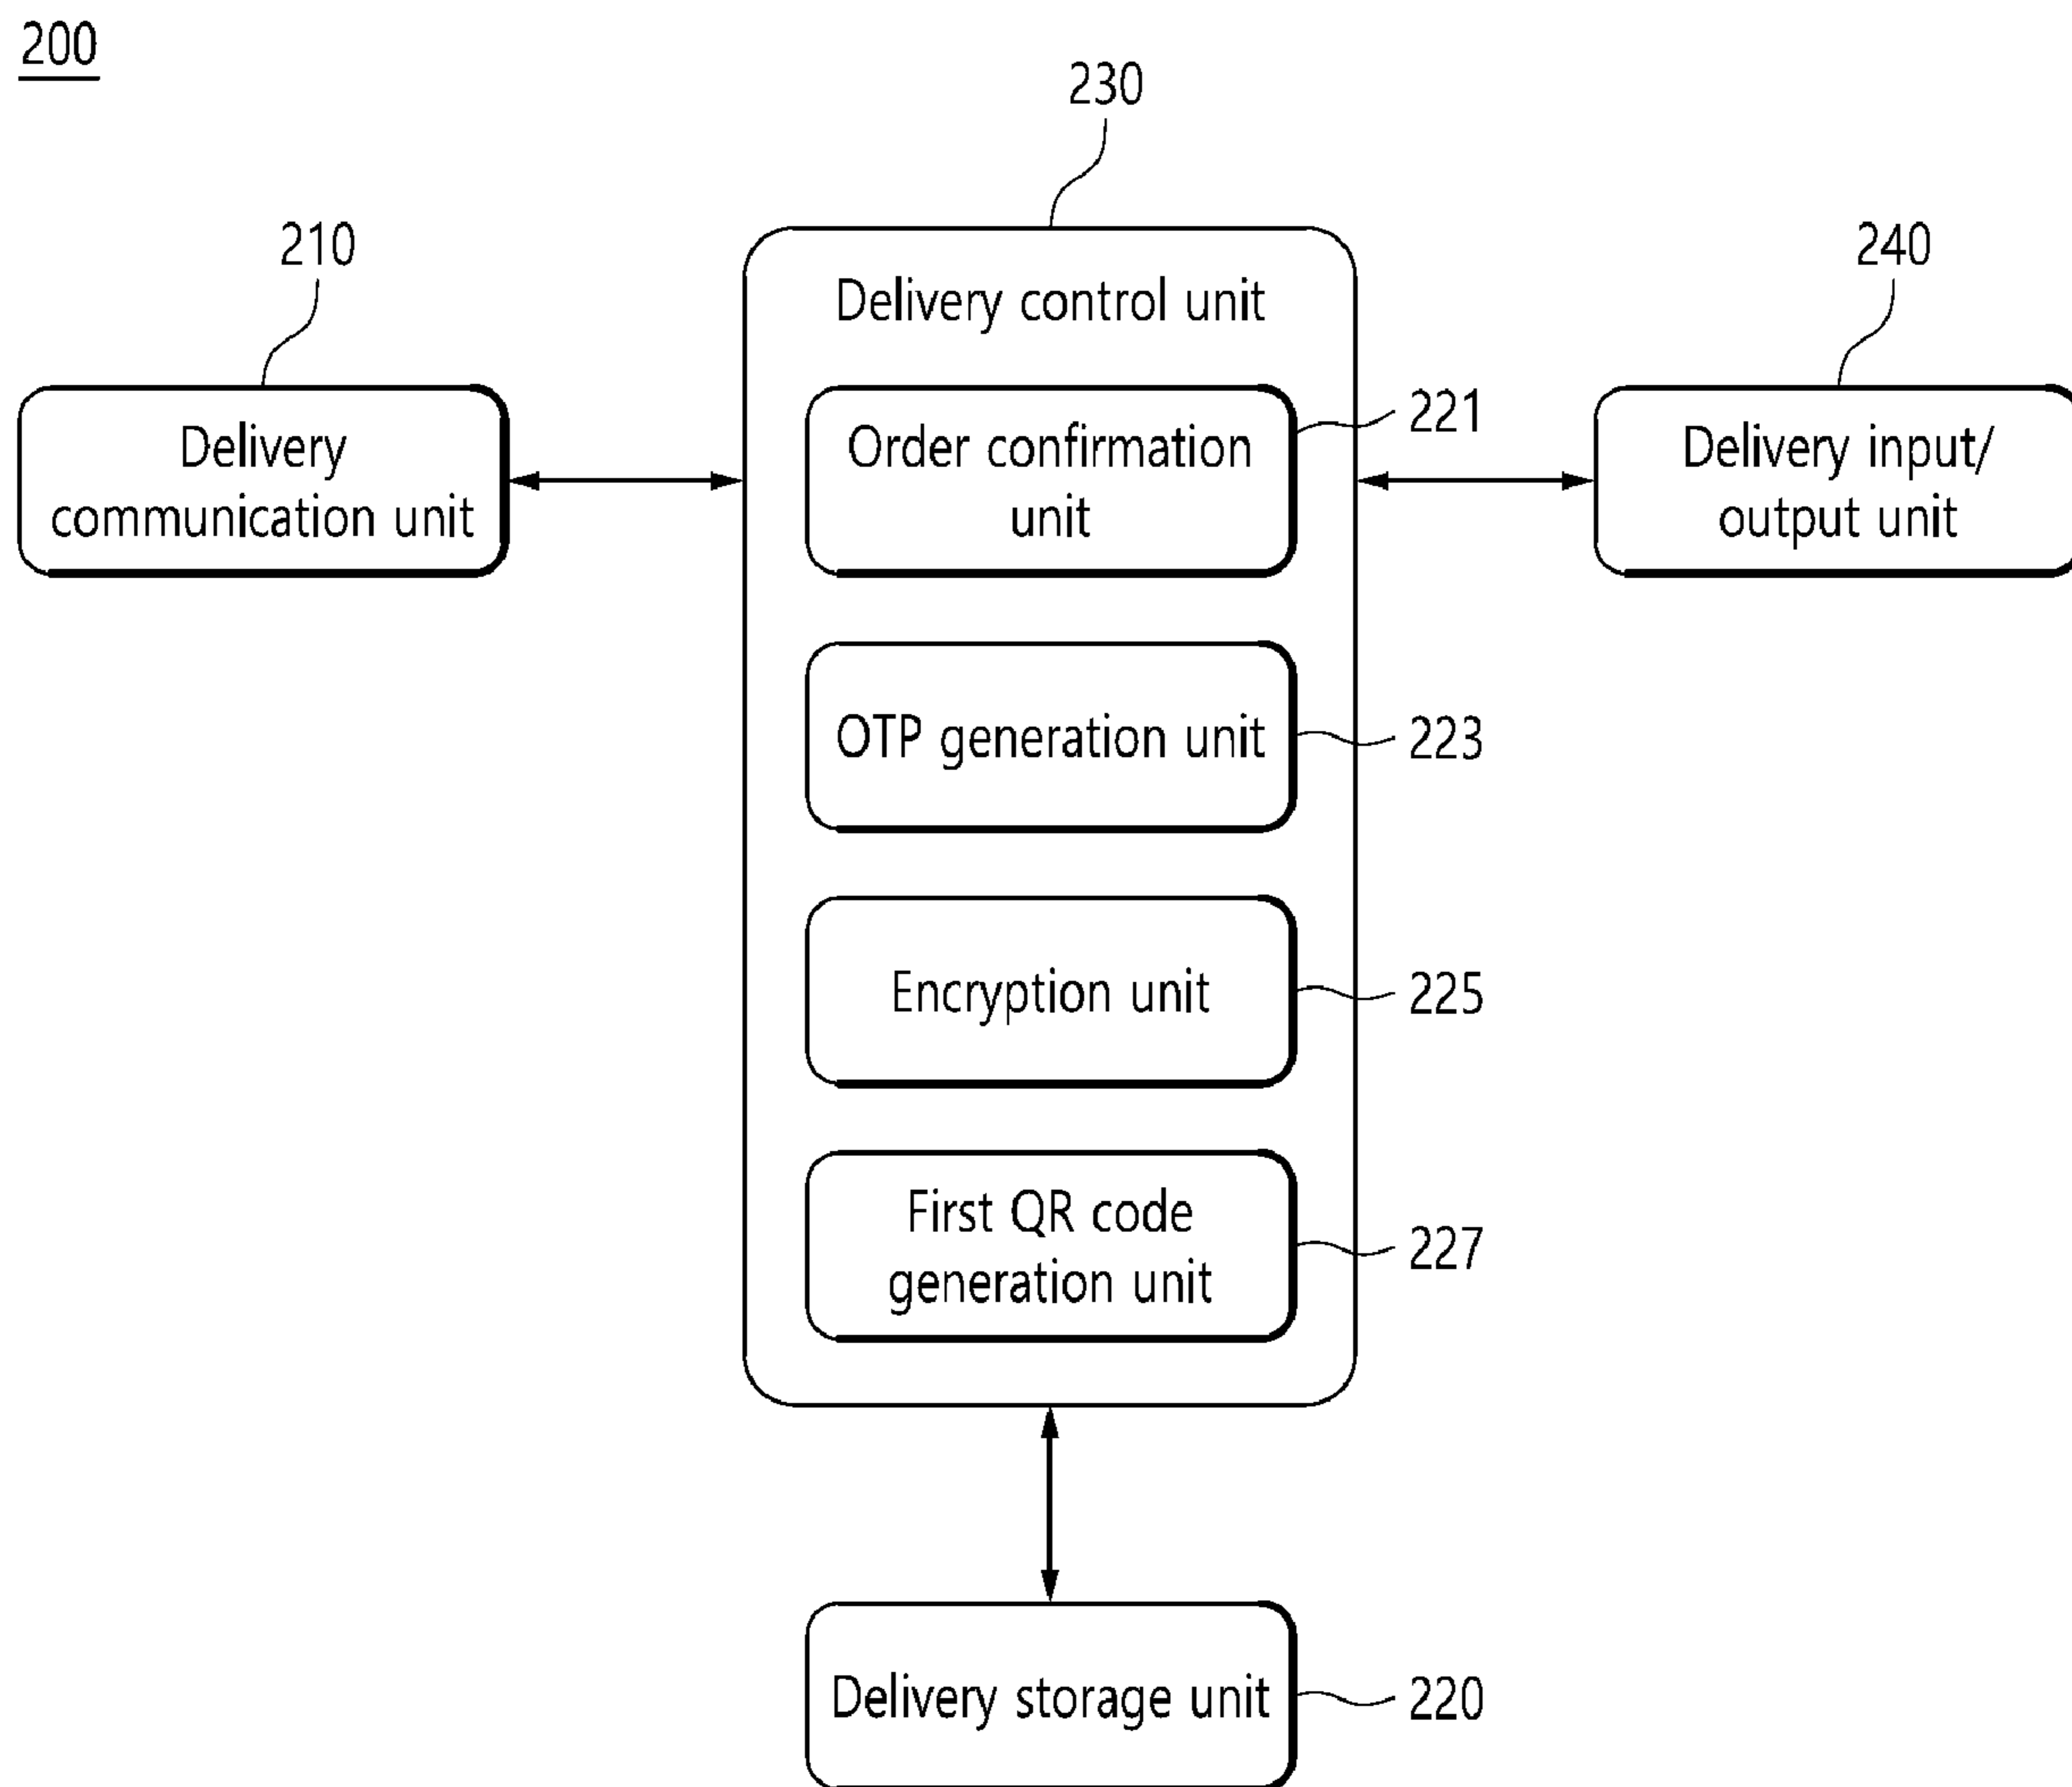 200
230
210
240
Delivery control unit
Delivery
communication unit
Order confirmation
unit
221
Delivery input/
output unit
OTP generation unit
223
Encryption unit
225
First QR code
generation unit
227
Delivery storage unit
220